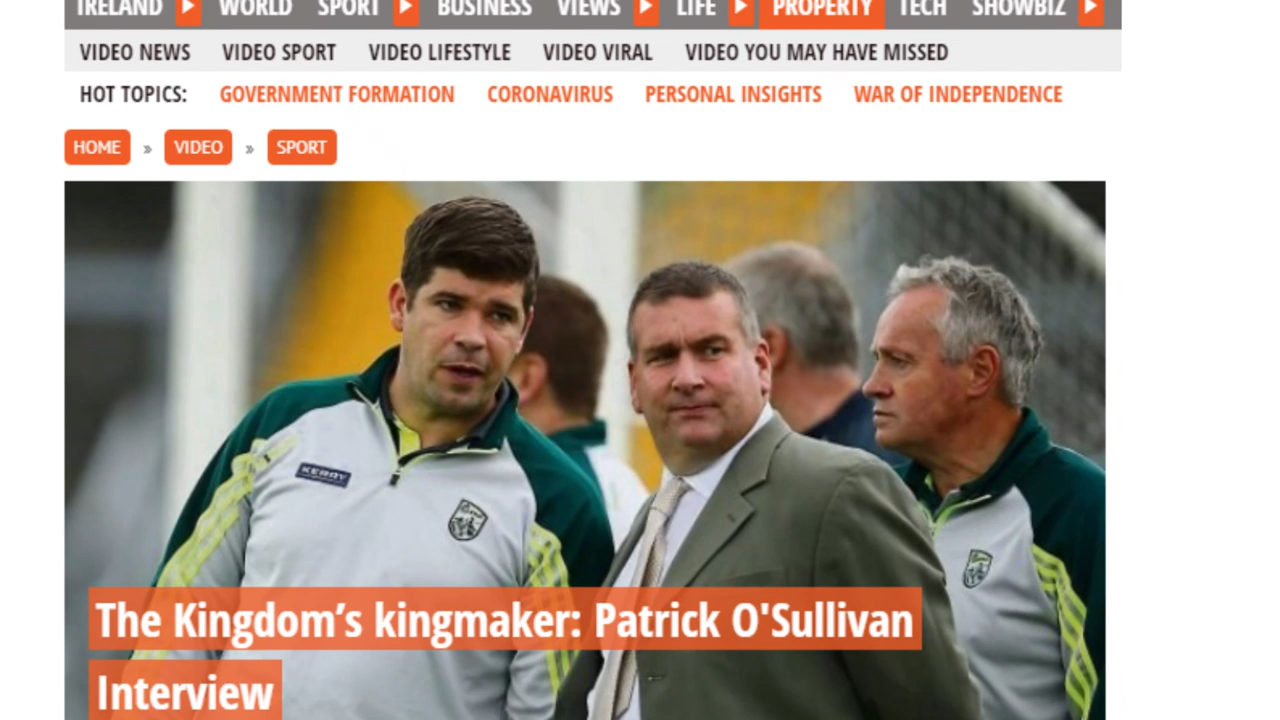 IRELAND WORLD SPORT BUSINESS VIEWS LIFE PROPERTY TECH SHOWBIZ
VIDEO NEWS VIDEO SPORT VIDEO LIFESTYLE VIDEO VIRAL VIDEO YOU MAY HAVE MISSED
HOT TOPICS: GOVERNMENT FORMATION CORONAVIRUS PERSONAL INSIGHTS WAR OF INDEPENDENCE
HOME » VIDEO » SPORT
KERRY
The Kingdom’s kingmaker: Patrick O'Sullivan
Interview